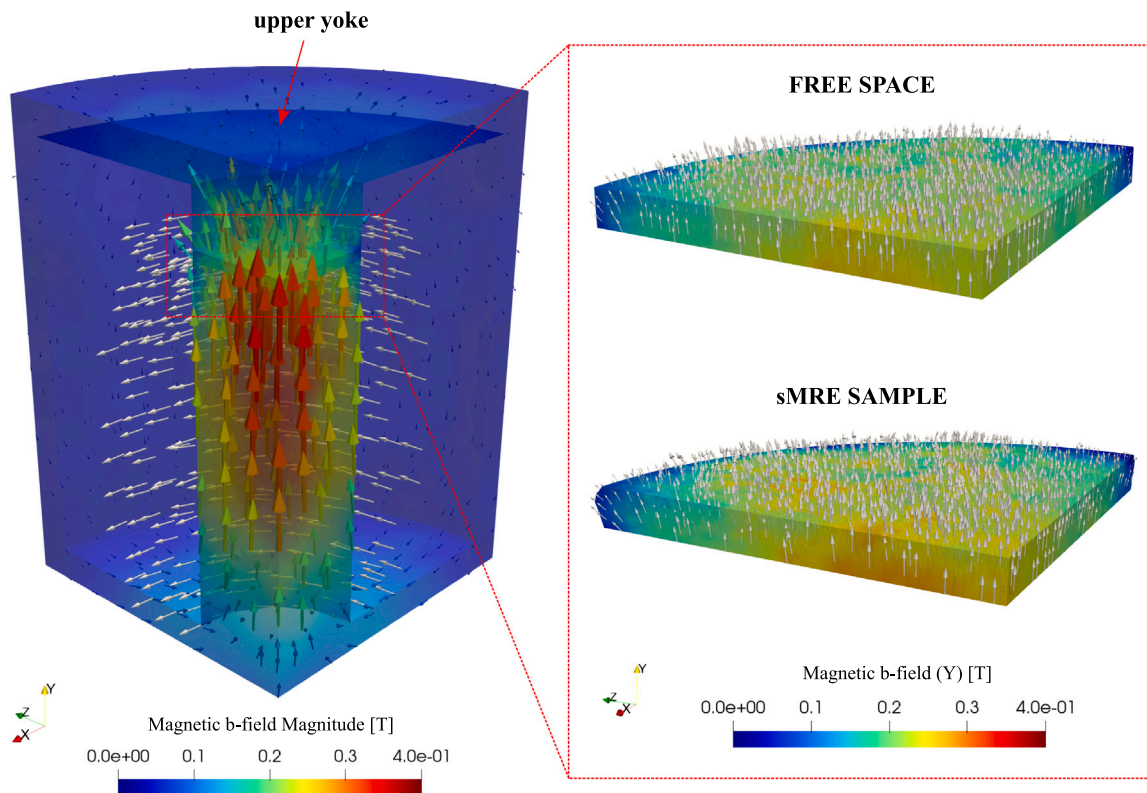 upper yoke
FREE SPACE
sMRE SAMPLE
Y
Z
X
Magnetic b-field Magnitude [T]
0.0e+00 0.1 0.2 0.3 4.0e-01
Y
Z
X
Magnetic b-field (Y) [T]
0.0e+00 0.1 0.2 0.3 4.0e-01